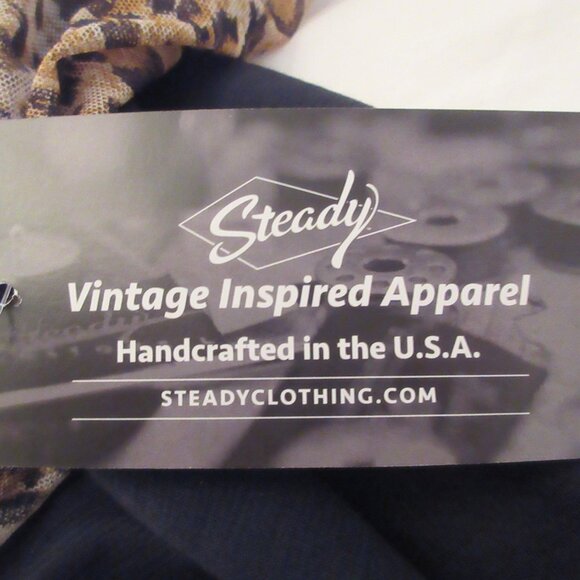 Steady
Vintage Inspired Apparel
Handcrafted in the U.S.A.
STEADYCLOTHING.COM